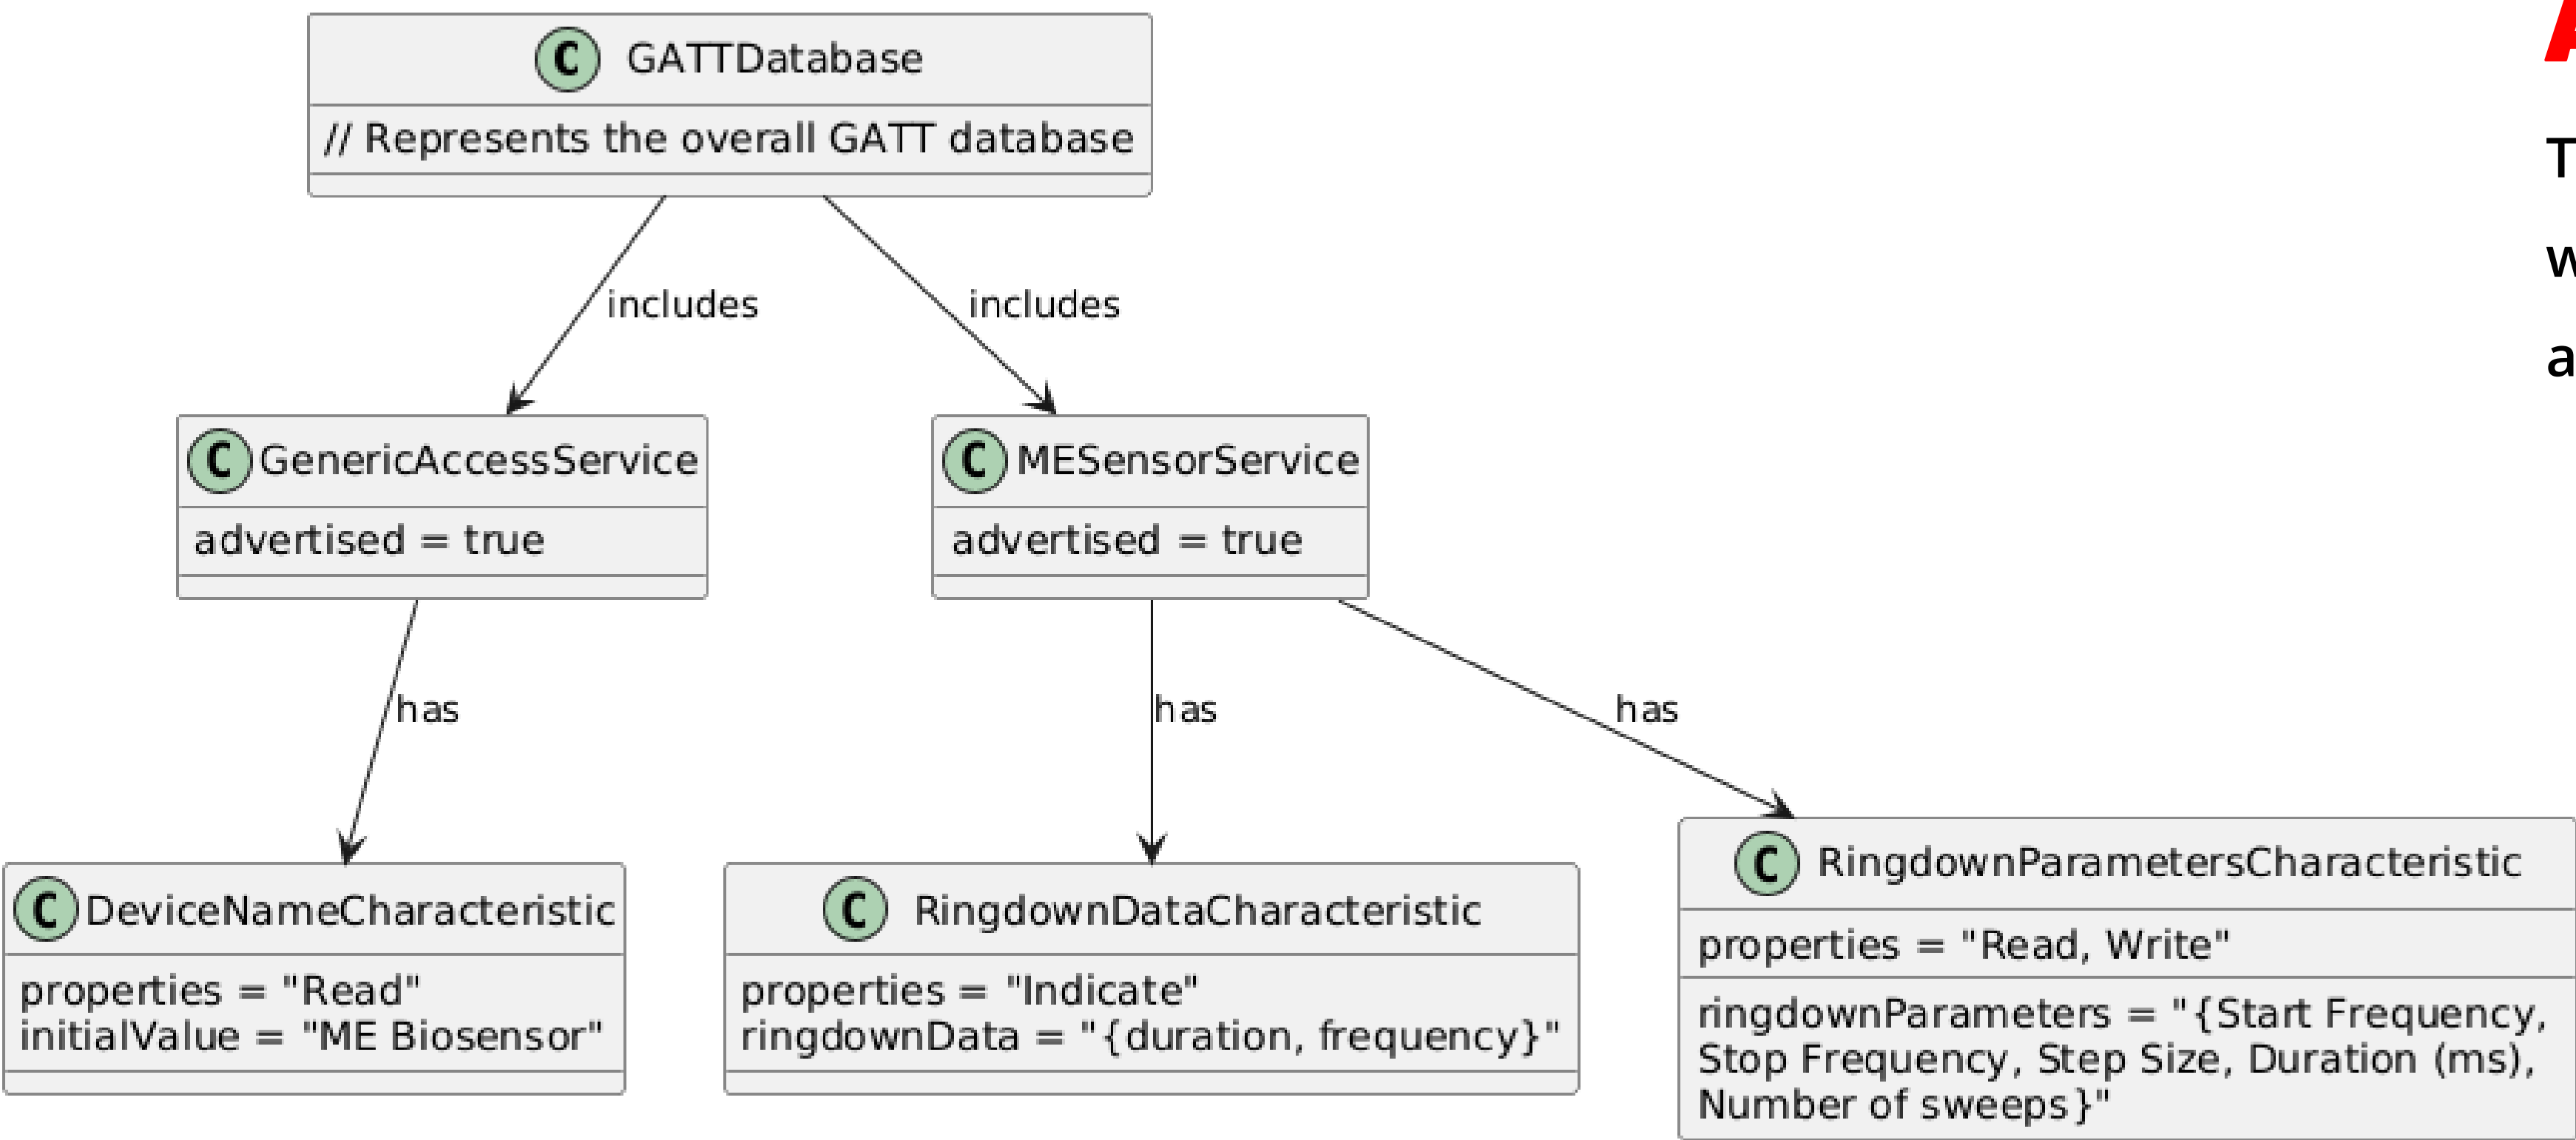 C GATTDatabase
// Represents the overall GATT database
includes
includes
C GenericAccessService
advertised = true
C MESensorService
advertised = true
has
has
has
C DeviceNameCharacteristic
properties = "Read"
initialValue = "ME Biosensor"
C RingdownDataCharacteristic
properties = "Indicate"
ringdownData = "{duration, frequency}"
C RingdownParametersCharacteristic
properties = "Read, Write"
ringdownParameters = "{Start Frequency,
Stop Frequency, Step Size, Duration (ms),
Number of sweeps}"
T
w
a